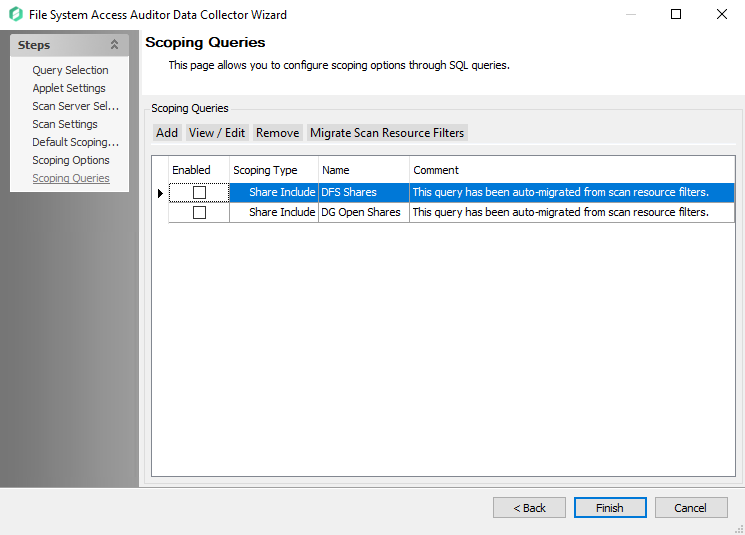 File System Access Auditor Data Collector Wizard
Steps
Query Selection
Applet Settings
Scan Server Sel...
Scan Settings
Default Scoping...
Scoping Options
Scoping Queries
Scoping Queries
This page allows you to configure scoping options through SQL queries.
Scoping Queries
Add View / Edit Remove Migrate Scan Resource Filters
Enabled Scoping Type Name Comment
Share Include DFS Shares This query has been auto-migrated from scan resource filters.
Share Include DG Open Shares This query has been auto-migrated from scan resource filters.
< Back Finish Cancel